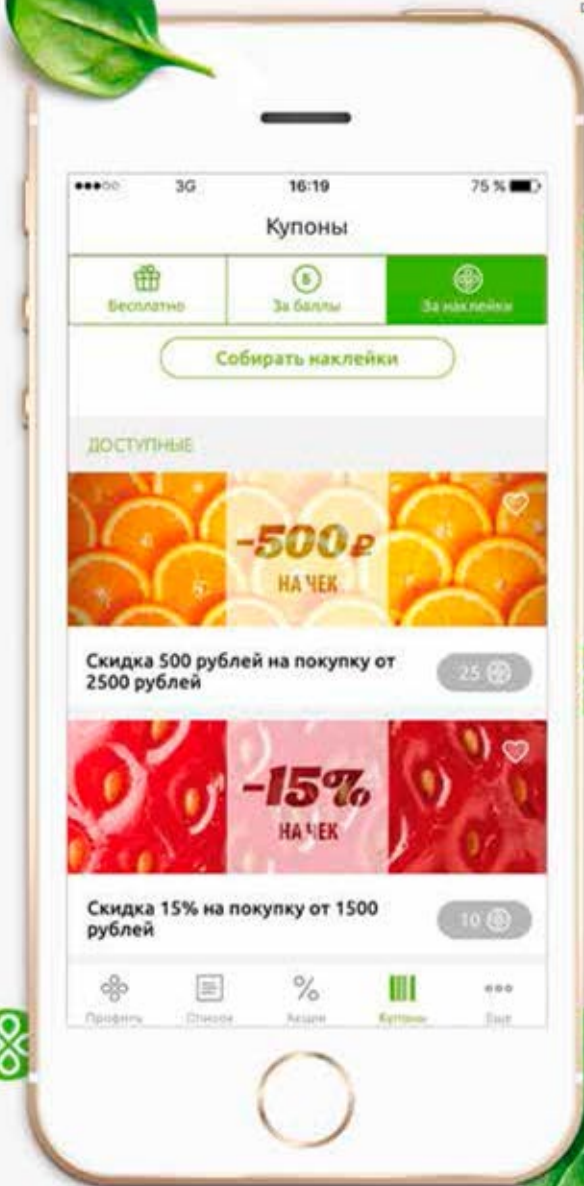 3G 16:19 75 %
Купоны
Бесплатно За баллы За наклейки
Собирать наклейки
ДОСТУПНЫЕ
-500₽
НА ЧЕК
Скидка 500 рублей на покупку от
2500 рублей
25
-15%
НА ЧЕК
Скидка 15% на покупку от 1500
рублей
10
Профиль Список Акции Купоны Еще